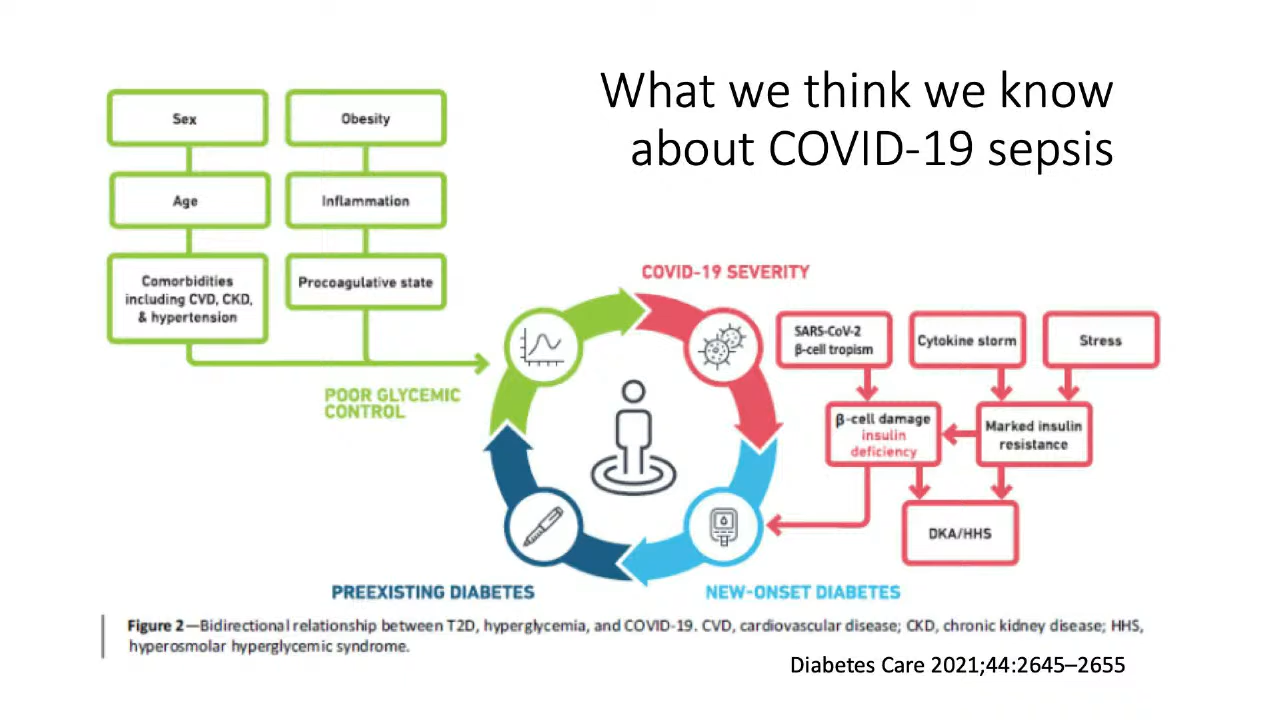 What we think we know
about COVID-19 sepsis
Sex
Obesity
Age
Inflammation
Comorbidities
including CVD, CKD,
& hypertension
Procoagulative state
POOR GLYCEMIC
CONTROL
COVID-19 SEVERITY
SARS-CoV-2
β-cell tropism
Cytokine storm
Stress
β-cell damage
insulin
deficiency
Marked insulin
resistance
DKA/HHS
PREEXISTING DIABETES
NEW-ONSET DIABETES
Figure 2—Bidirectional relationship between T2D, hyperglycemia, and COVID-19. CVD, cardiovascular disease; CKD, chronic kidney disease; HHS,
hyperosmolar hyperglycemic syndrome.
Diabetes Care 2021;44:2645–2655